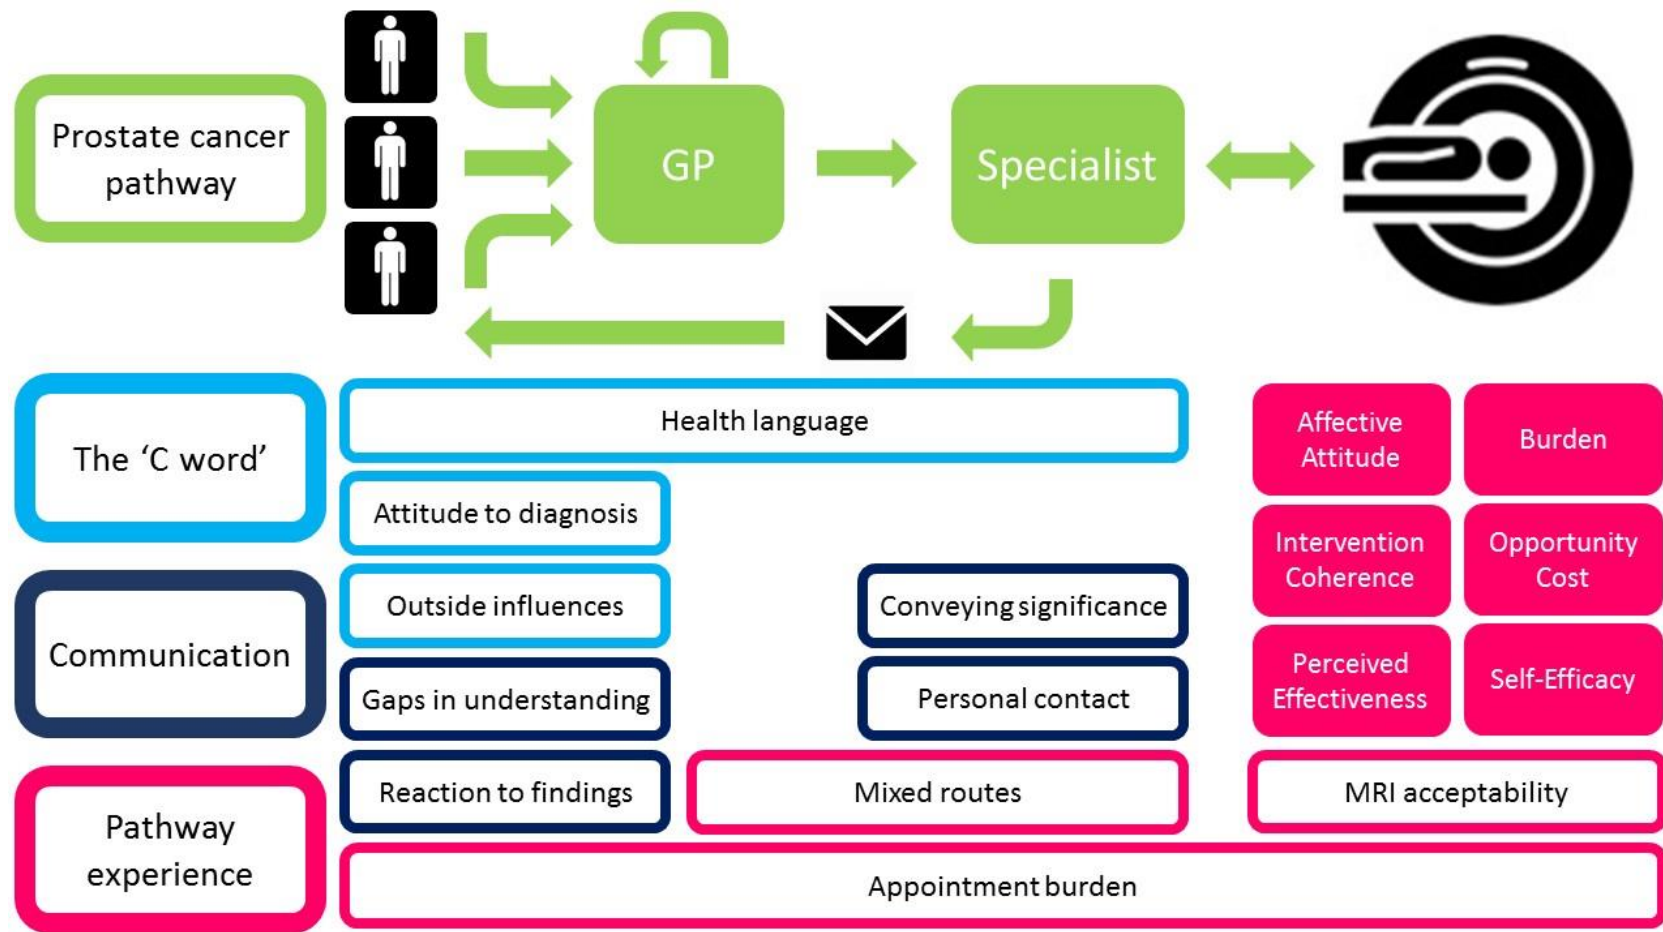 Prostate cancer
pathway
GP
Specialist
The ‘C word’
Health language
Attitude to diagnosis
Outside influences
Communication
Gaps in understanding
Reaction to findings
Conveying significance
Personal contact
Pathway
experience
Mixed routes
Appointment burden
Affective
Attitude
Burden
Intervention
Coherence
Opportunity
Cost
Perceived
Effectiveness
Self-Efficacy
MRI acceptability